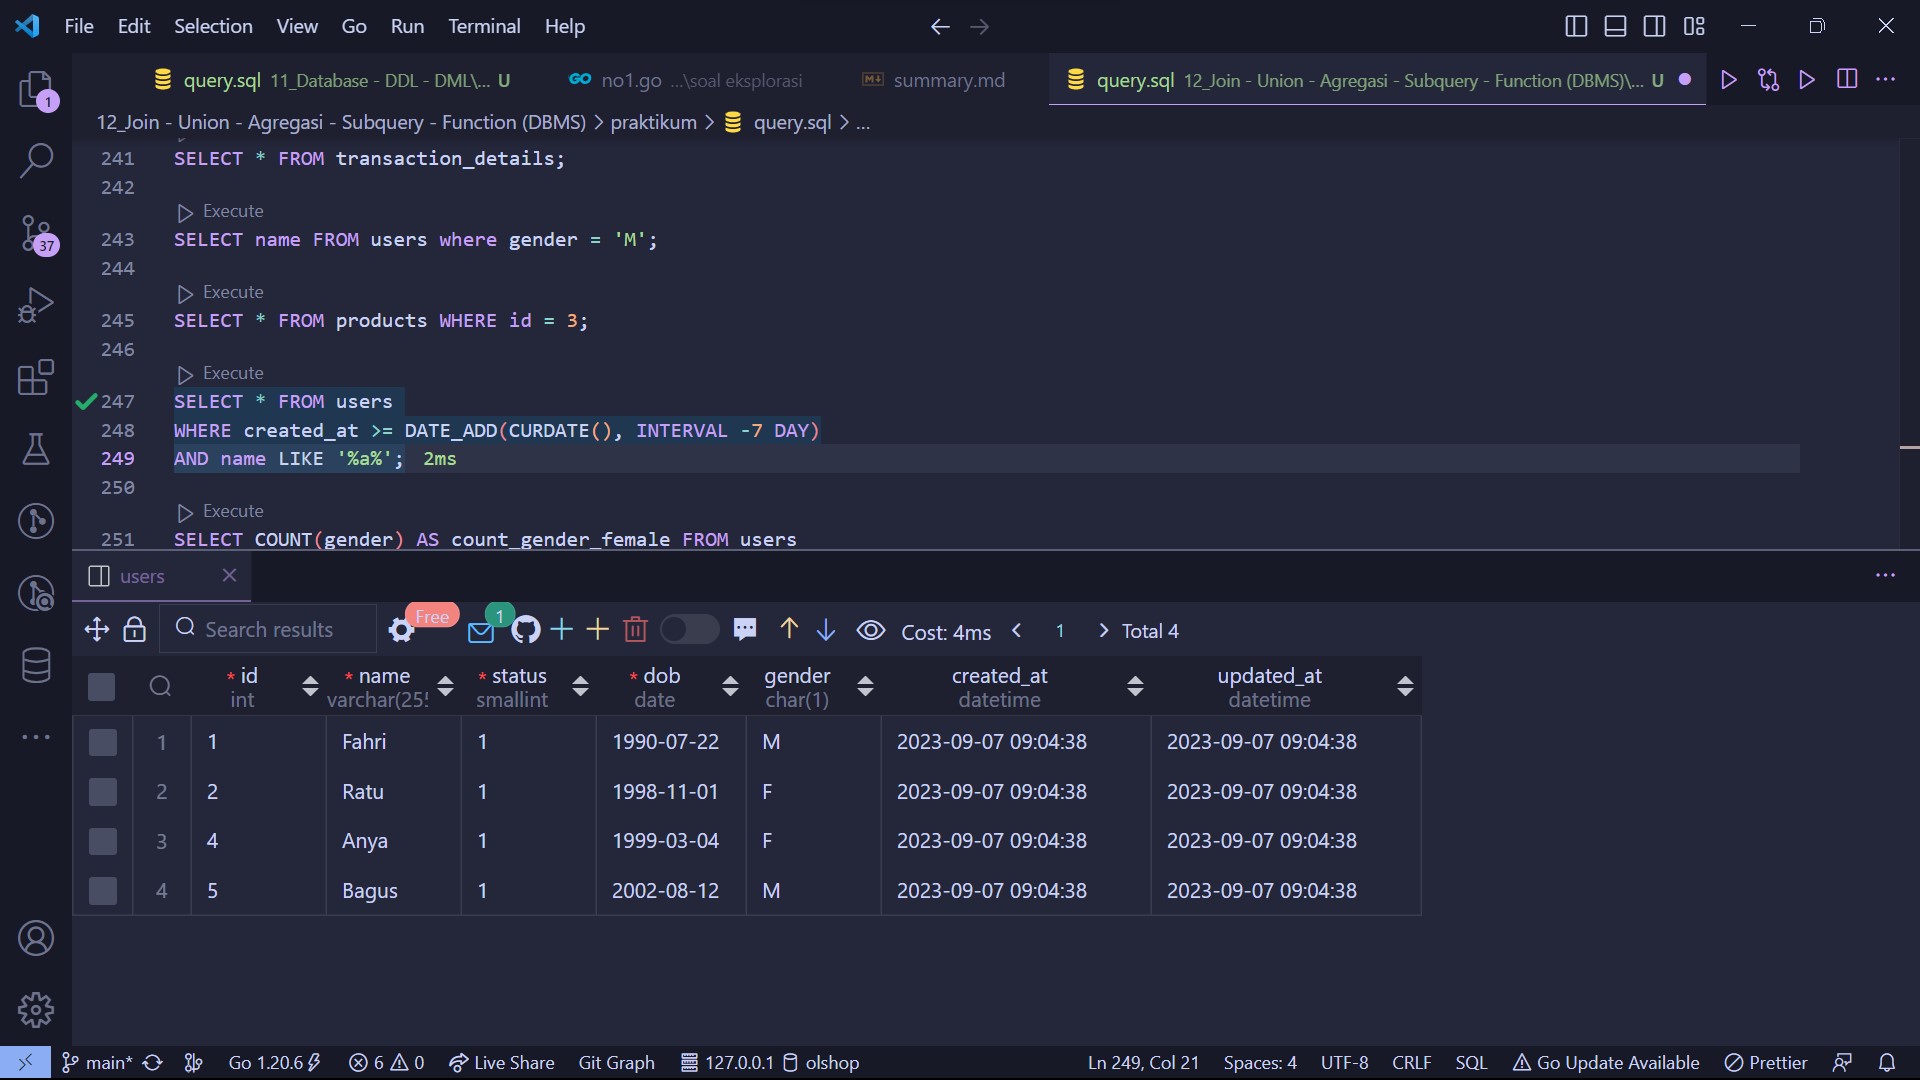 File Edit Selection View Go Run Terminal Help
query.sql 11_Database - DDL - DML\... U no1.go ...\soal eksplorasi summary.md query.sql 12_Join - Union - Agregasi - Subquery - Function (DBMS)\... U
12_Join - Union - Agregasi - Subquery - Function (DBMS) > praktikum > query.sql > ...
241 SELECT * FROM transaction_details;
242
Execute
243 SELECT name FROM users where gender = 'M';
244
Execute
245 SELECT * FROM products WHERE id = 3;
246
Execute
247 SELECT * FROM users
248 WHERE created_at >= DATE_ADD(CURDATE(), INTERVAL -7 DAY)
249 AND name LIKE '%a%'; 2ms
250
Execute
251 SELECT COUNT(gender) AS count_gender_female FROM users
1
37
users
Search results Free 1 Cost: 4ms < 1 > Total 4
* id * name * status * dob gender created_at updated_at
int varchar(25! smallint date char(1) datetime datetime
1 1 Fahri 1 1990-07-22 M 2023-09-07 09:04:38 2023-09-07 09:04:38
2 2 Ratu 1 1998-11-01 F 2023-09-07 09:04:38 2023-09-07 09:04:38
3 4 Anya 1 1999-03-04 F 2023-09-07 09:04:38 2023-09-07 09:04:38
4 5 Bagus 1 2002-08-12 M 2023-09-07 09:04:38 2023-09-07 09:04:38
main* Go 1.20.6 6 0 Live Share Git Graph 127.0.0.1 olshop Ln 249, Col 21 Spaces: 4 UTF-8 CRLF SQL Go Update Available Prettier